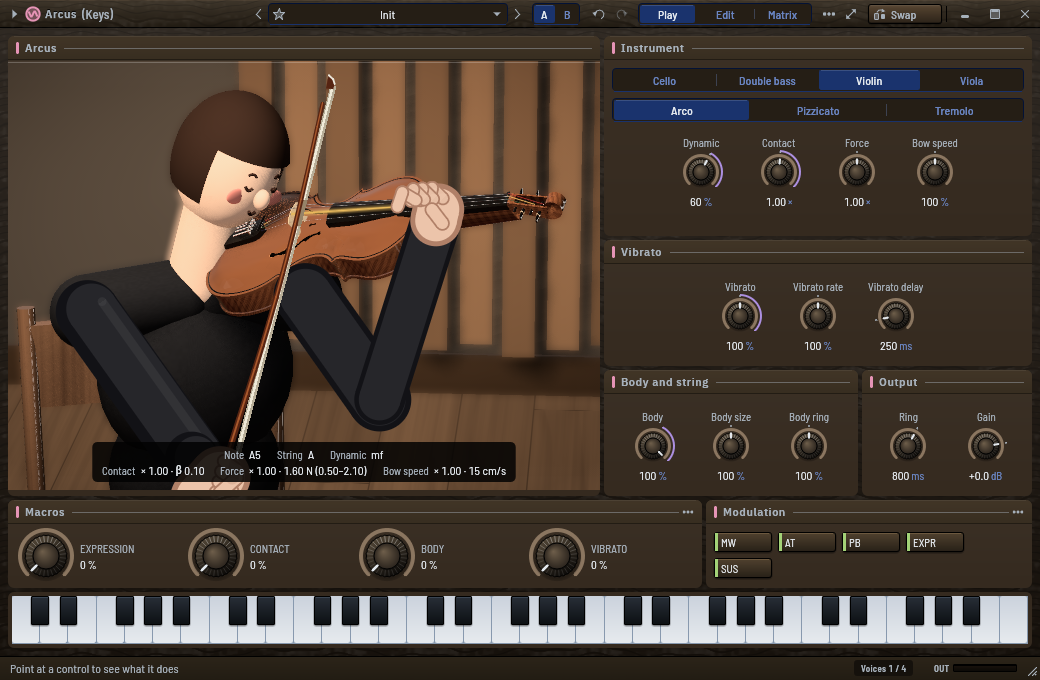 Arcus (Keys)
Init
A B
Play Edit Matrix
Swap
Arcus
Note A5 String A Dynamic mf
Contact × 1.00 · β 0.10 Force × 1.00 · 1.60 N (0.50–2.10) Bow speed × 1.00 · 15 cm/s
Instrument
Cello Double bass Violin Viola
Arco Pizzicato Tremolo
Dynamic Contact Force Bow speed
60 % 1.00 × 1.00 × 100 %
Vibrato
Vibrato Vibrato rate Vibrato delay
100 % 100 % 250 ms
Body and string
Body Body size Body ring
100 % 100 % 100 %
Output
Ring Gain
800 ms +0.0 dB
Macros
EXPRESSION
0 %
CONTACT
0 %
BODY
0 %
VIBRATO
0 %
Modulation
MW AT PB EXPR
SUS
Point at a control to see what it does
Voices 1 / 4
OUT